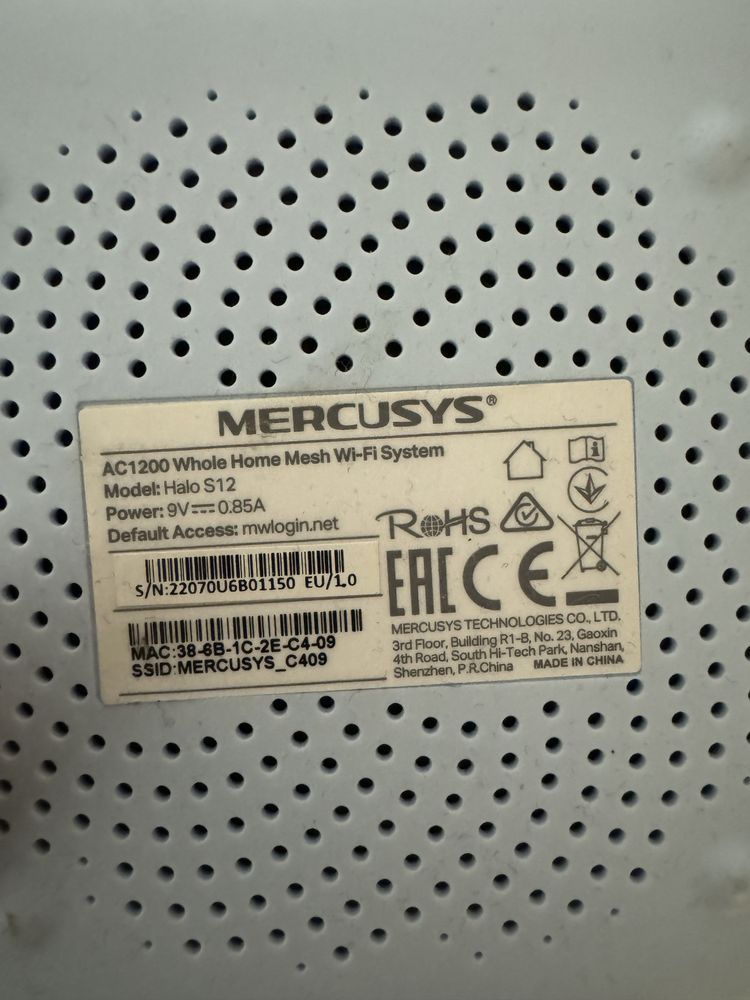 MERCUSYS®
AC1200 Whole Home Mesh Wi-Fi System
Model: Halo S12
Power: 9V⎓0.85A
Default Access: mwlogin.net
S/N:22070U6B01150 EU/1.0
MAC:38-6B-1C-2E-C4-09
SSID:MERCUSYS_C409
RoHS
EAC CE
MERCUSYS TECHNOLOGIES CO., LTD.
3rd Floor, Building R1-B, No. 23, Gaoxin
4th Road, South Hi-Tech Park, Nanshan,
Shenzhen, P.R.China MADE IN CHINA